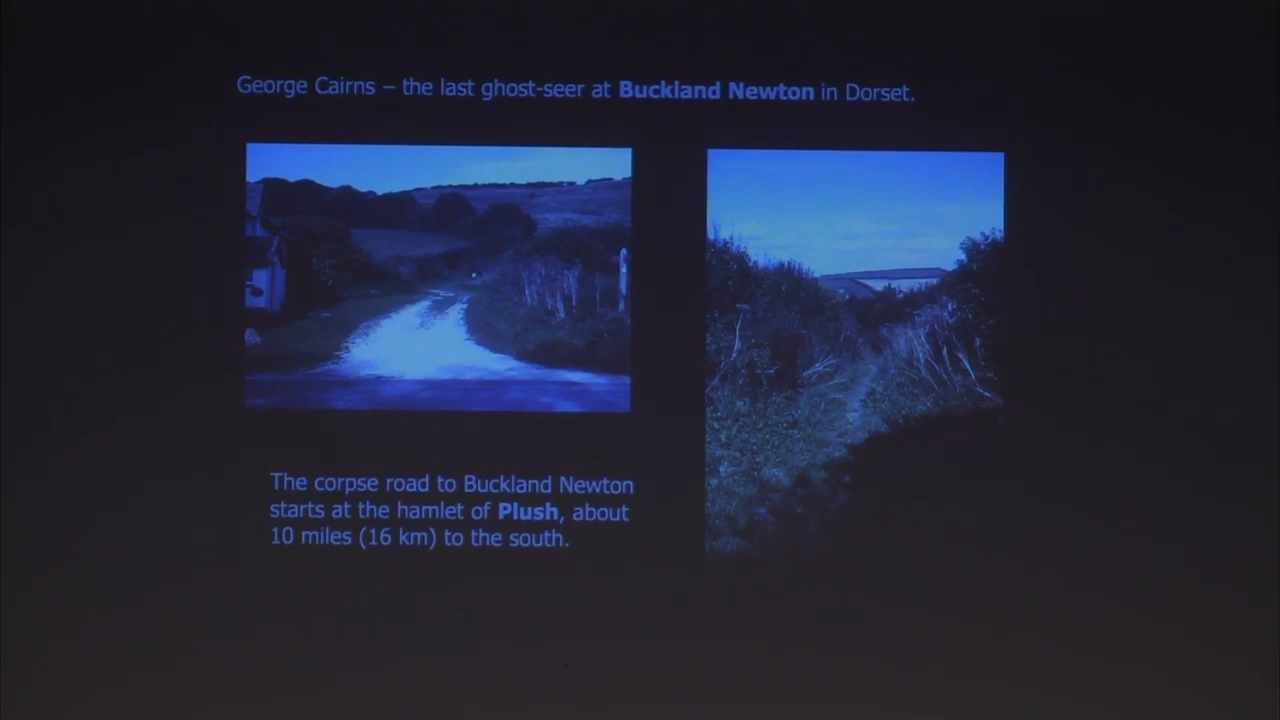 George Cairns – the last ghost-seer at Buckland Newton in Dorset.
The corpse road to Buckland Newton
starts at the hamlet of Plush, about
10 miles (16 km) to the south.